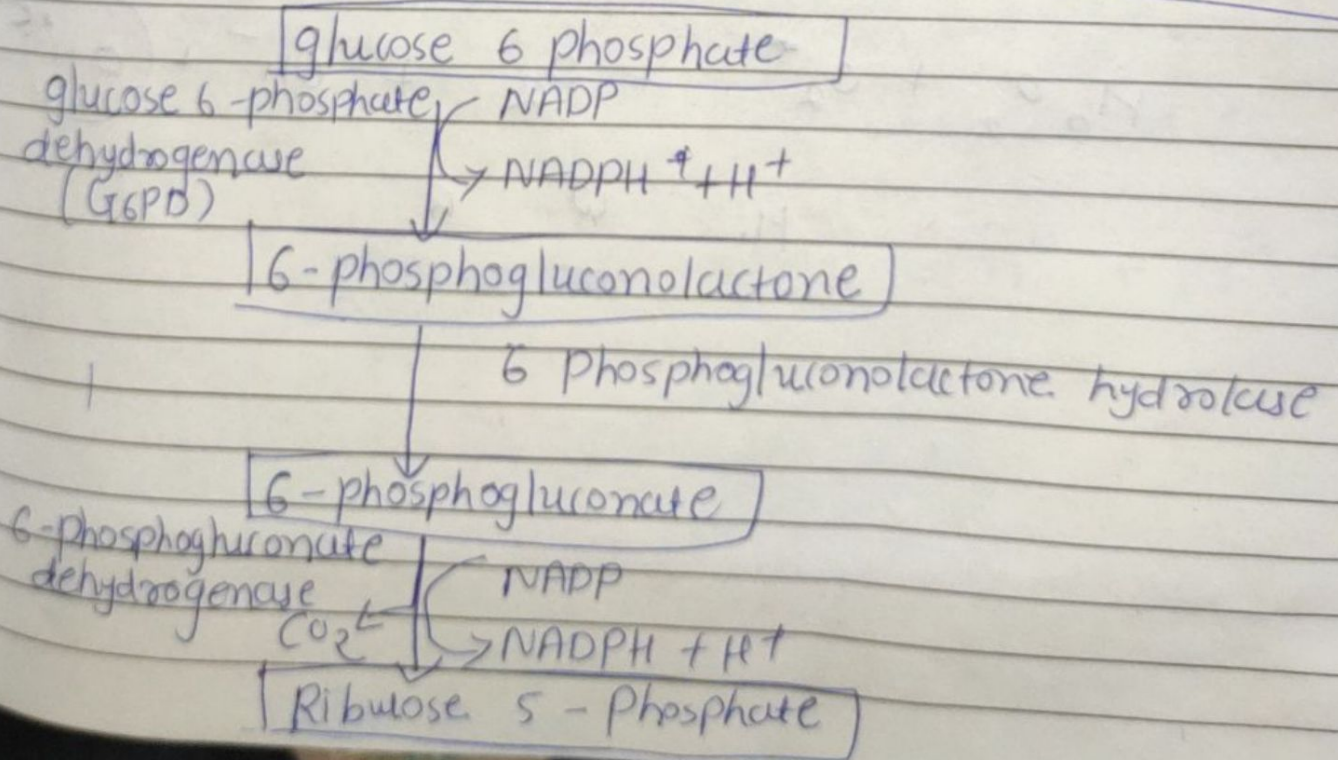 glucose 6 phosphate
glucose 6-phosphate NADP
dehydrogenase
NADPH + H+
(G6PD)
6-phosphogluconolactone
6 Phosphogluconolactone hydrolase
6-phosphogluconate
6-phosphogluconate
dehydrogenase NADP
CO2
NADPH + H+
Ribulose 5 - Phosphate